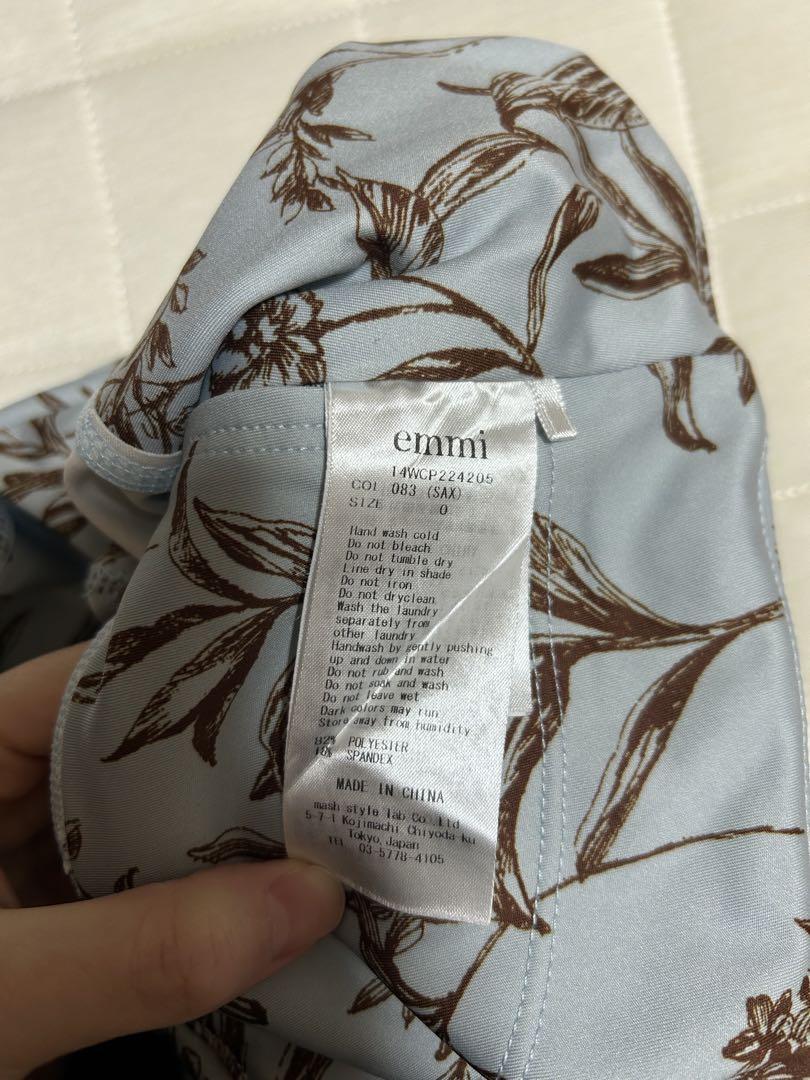 emmi
14WCP224205
COL 083 (SAX)
SIZE 0
Hand wash cold
Do not bleach
Do not tumble dry
Line dry in shade
Do not iron
Do not dryclean
Wash the laundry
separately from
other laundry
Handwash by gently pushing
up and down in water
Do not rub and wash
Do not soak and wash
Do not leave wet
Dark colors may run
Store away from humidity
82% POLYESTER
18% SPANDEX
MADE IN CHINA
mash style lab Co.,Ltd
5-7-1 Kojimachi Chiyoda-ku
Tokyo,Japan
TEL 03-5778-4105